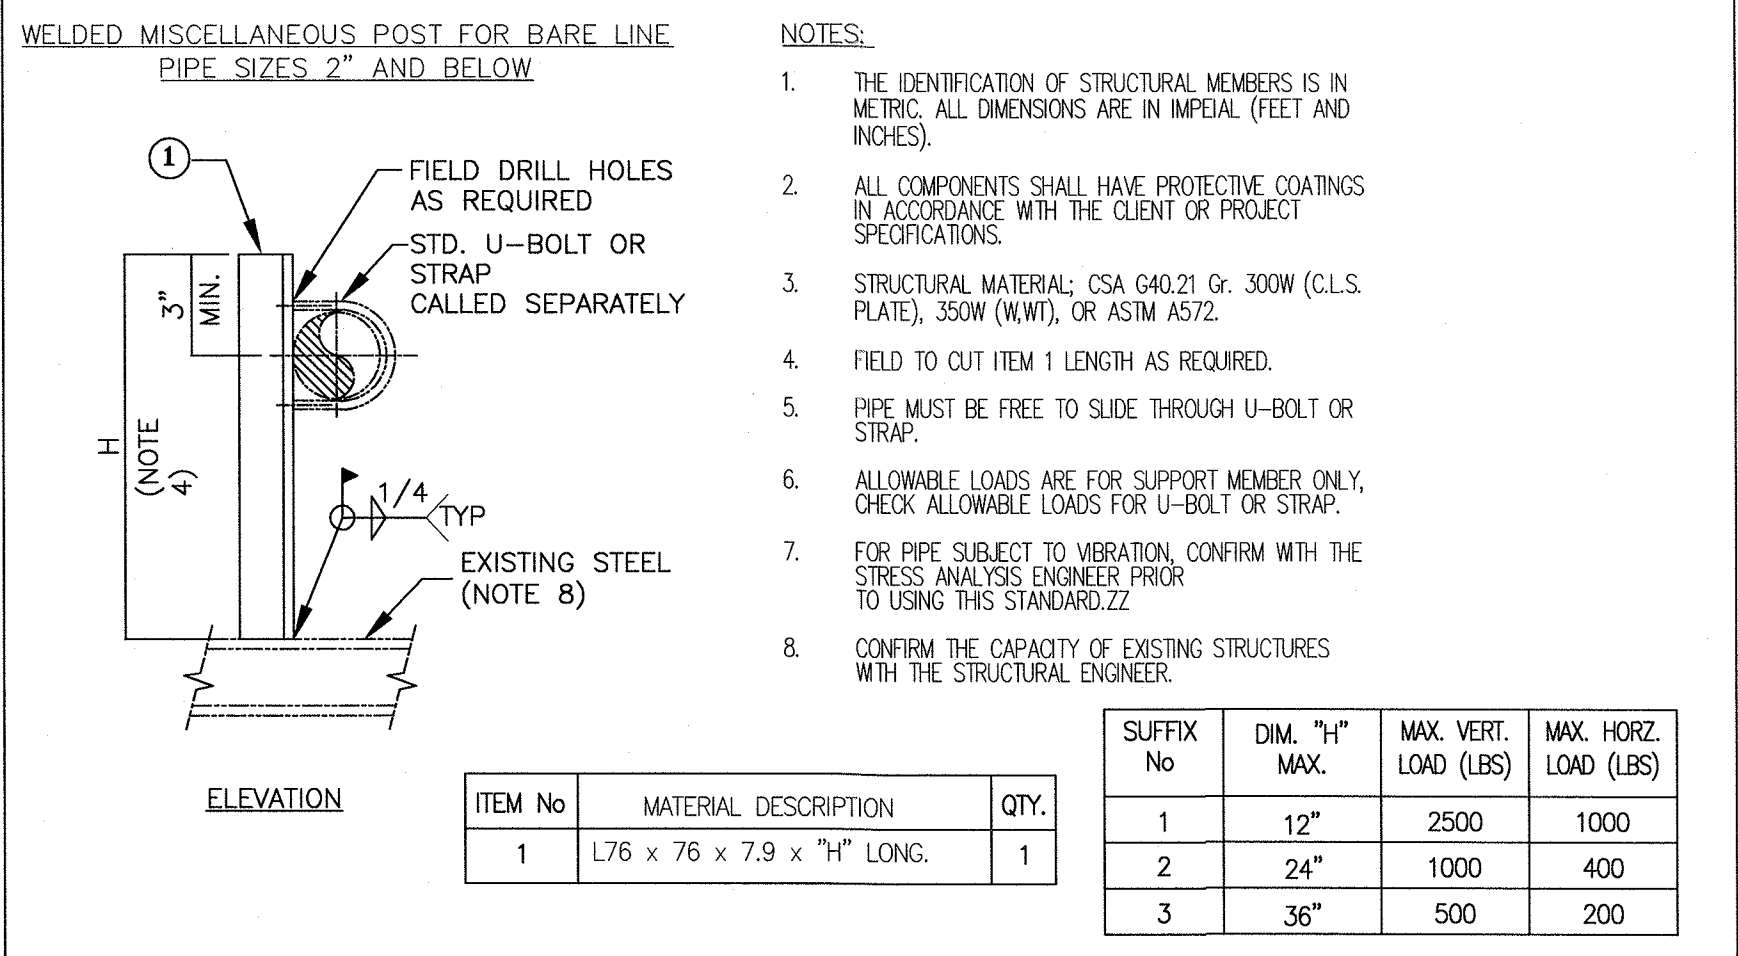 WELDED MISCELLANEOUS POST FOR BARE LINE
PIPE SIZES 2" AND BELOW
1
FIELD DRILL HOLES
AS REQUIRED
STD. U-BOLT OR
STRAP
CALLED SEPARATELY
3"
MIN.
H
(NOTE
4)
1/4
TYP
EXISTING STEEL
(NOTE 8)
ELEVATION
NOTES:
1. THE IDENTIFICATION OF STRUCTURAL MEMBERS IS IN
METRIC. ALL DIMENSIONS ARE IN IMPEIAL (FEET AND
INCHES).
2. ALL COMPONENTS SHALL HAVE PROTECTIVE COATINGS
IN ACCORDANCE WITH THE CLIENT OR PROJECT
SPECIFICATIONS.
3. STRUCTURAL MATERIAL; CSA G40.21 Gr. 300W (C.L.S.
PLATE), 350W (W,WT), OR ASTM A572.
4. FIELD TO CUT ITEM 1 LENGTH AS REQUIRED.
5. PIPE MUST BE FREE TO SLIDE THROUGH U-BOLT OR
STRAP.
6. ALLOWABLE LOADS ARE FOR SUPPORT MEMBER ONLY,
CHECK ALLOWABLE LOADS FOR U-BOLT OR STRAP.
7. FOR PIPE SUBJECT TO VIBRATION, CONFIRM WITH THE
STRESS ANALYSIS ENGINEER PRIOR
TO USING THIS STANDARD.ZZ
8. CONFIRM THE CAPACITY OF EXISTING STRUCTURES
WITH THE STRUCTURAL ENGINEER.
ITEM No MATERIAL DESCRIPTION QTY.
1 L76 x 76 x 7.9 x "H" LONG. 1
SUFFIX No DIM. "H" MAX. MAX. VERT. LOAD (LBS) MAX. HORZ. LOAD (LBS)
1 12" 2500 1000
2 24" 1000 400
3 36" 500 200